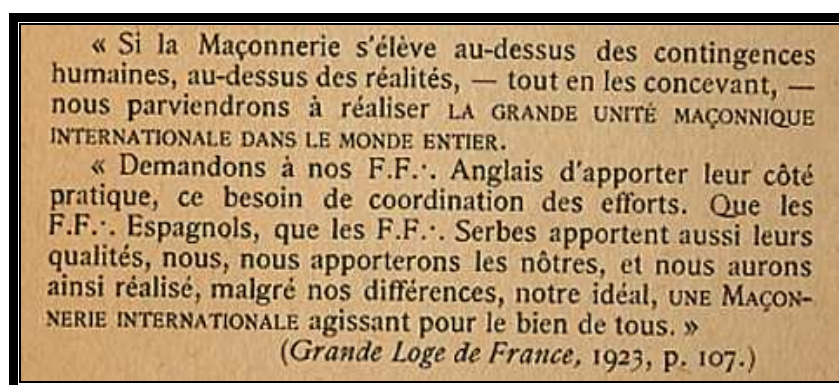 « Si la Maçonnerie s'élève au-dessus des contingences
humaines, au-dessus des réalités, — tout en les concevant, —
nous parviendrons à réaliser LA GRANDE UNITÉ MAÇONNIQUE
INTERNATIONALE DANS LE MONDE ENTIER.
« Demandons à nos F.F.·. Anglais d'apporter leur côté
pratique, ce besoin de coordination des efforts. Que les
F.F.·. Espagnols, que les F.F.·. Serbes apportent aussi leurs
qualités, nous, nous apporterons les nôtres, et nous aurons
ainsi réalisé, malgré nos différences, notre idéal, UNE MAÇON-
NERIE INTERNATIONALE agissant pour le bien de tous. »
(Grande Loge de France, 1923, p. 107.)